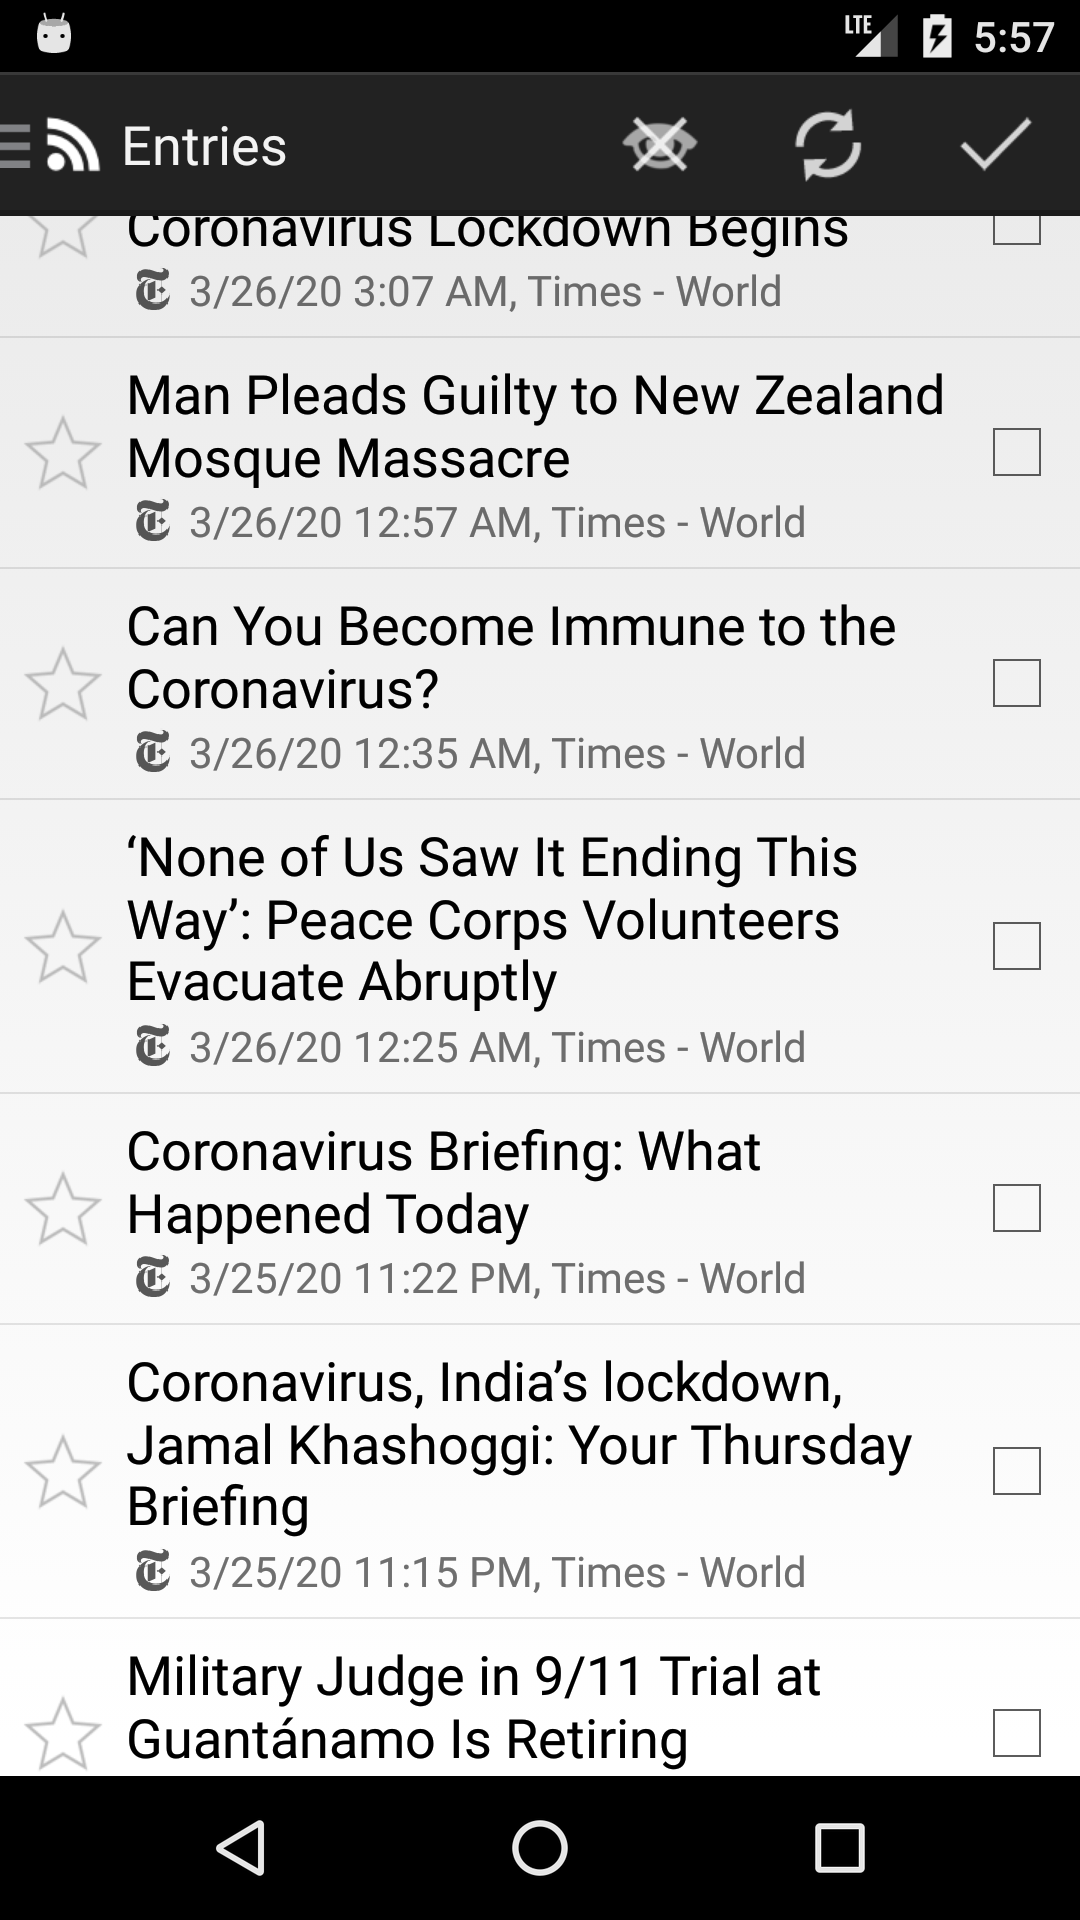 LTE 5:57
Entries
Coronavirus Lockdown Begins
3/26/20 3:07 AM, Times - World
Man Pleads Guilty to New Zealand
Mosque Massacre
3/26/20 12:57 AM, Times - World
Can You Become Immune to the
Coronavirus?
3/26/20 12:35 AM, Times - World
‘None of Us Saw It Ending This
Way’: Peace Corps Volunteers
Evacuate Abruptly
3/26/20 12:25 AM, Times - World
Coronavirus Briefing: What
Happened Today
3/25/20 11:22 PM, Times - World
Coronavirus, India’s lockdown,
Jamal Khashoggi: Your Thursday
Briefing
3/25/20 11:15 PM, Times - World
Military Judge in 9/11 Trial at
Guantánamo Is Retiring